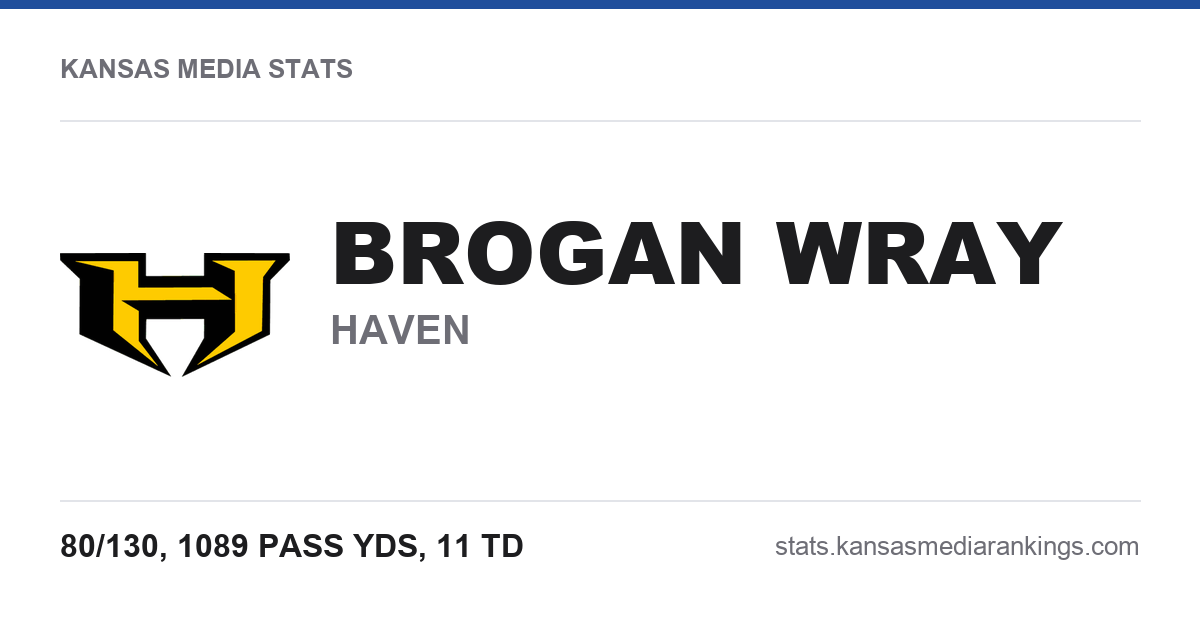 KANSAS MEDIA STATS
BROGAN WRAY
HAVEN
80/130, 1089 PASS YDS, 11 TD
stats.kansasmediarankings.com